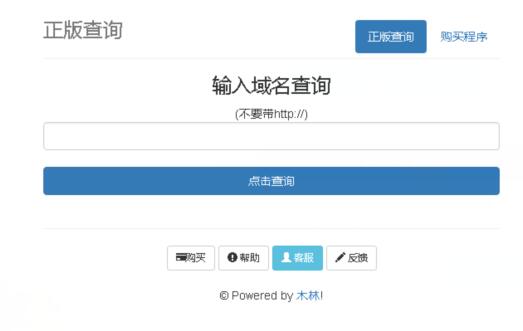 正版查询
正版查询 购买程序
输入域名查询
(不要带http://)
点击查询
购买 帮助 客服 反馈
© Powered by 木林!